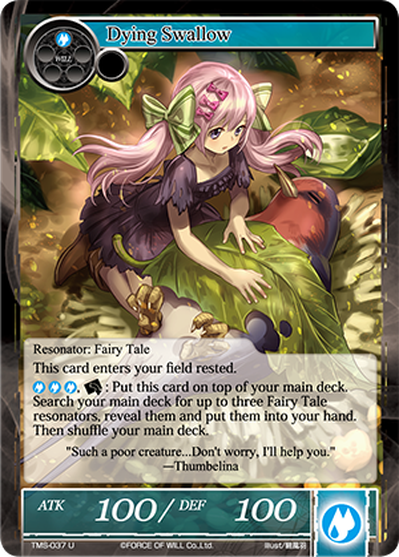 Dying Swallow
WILL
Resonator: Fairy Tale
This card enters your field rested.
: Put this card on top of your main deck.
Search your main deck for up to three Fairy Tale
resonators, reveal them and put them into your hand.
Then shuffle your main deck.
"Such a poor creature...Don't worry, I'll help you."
—Thumbelina
ATK 100 / DEF 100
TMS-037 U ©FORCE OF WILL Co.,Ltd. Illust/